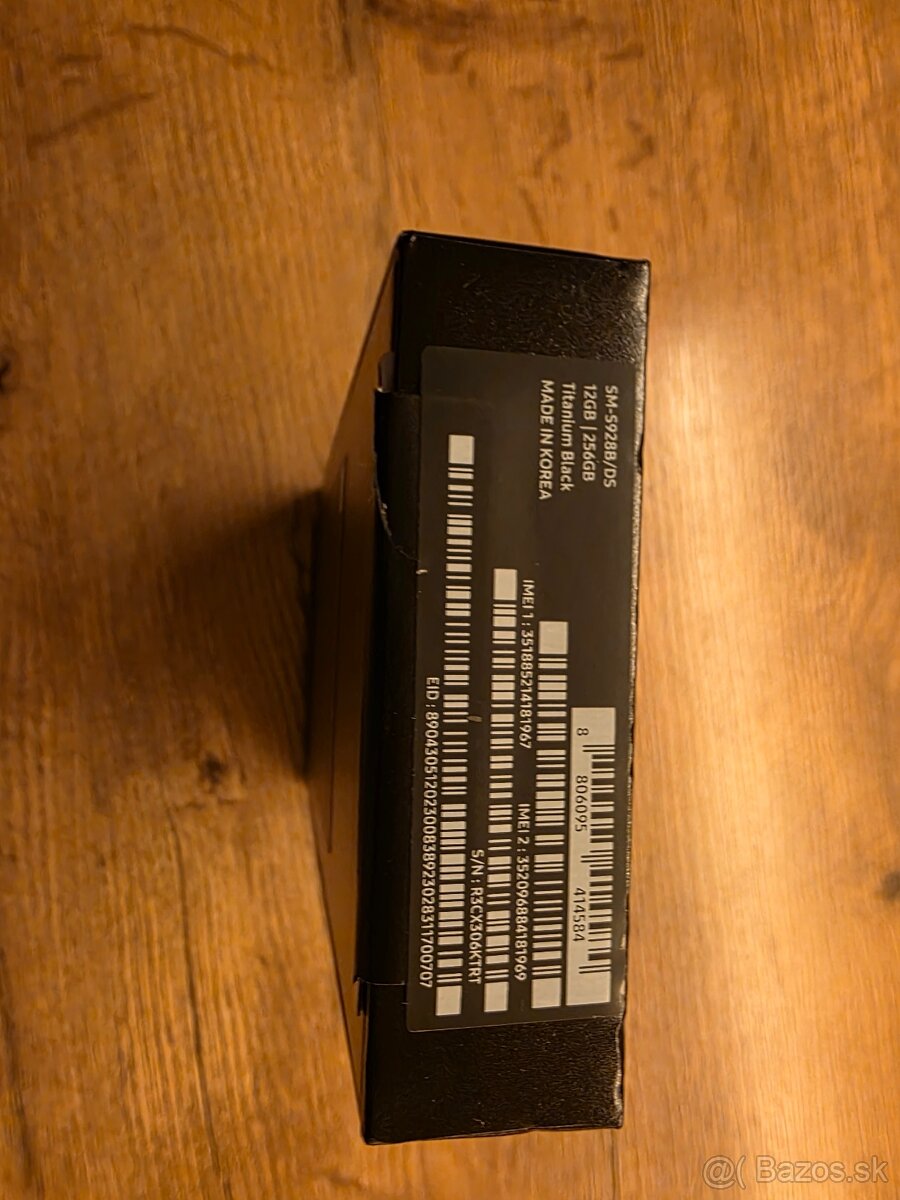 SM-S928B/DS
12GB | 256GB
Titanium Black
MADE IN KOREA
8 806095 414584
IMEI 1 : 351885214181967 IMEI 2 : 352096884181969
S/N : R3CX306KTRT
EID : 89043051202300838923028311700707
@( Bazos.sk